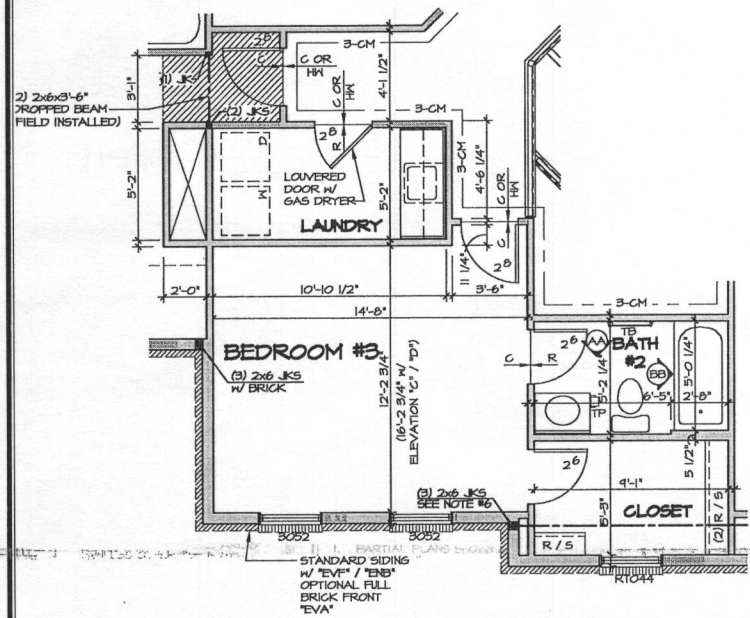 2⁸
C
C OR
HW
3-CM
4'-1 1/2"
3'-1"
(1) JKS
2) 2x6x3'-6"
DROPPED BEAM
FIELD INSTALLED)
(2) JKS
C OR
HW
3-CM
2⁸
R
D
W
LOUVERED
DOOR W/
GAS DRYER
5'-2"
5'-2"
LAUNDRY
3-CM
4'-6 1/4"
C OR
HW
C
2⁸
11 1/4"
2'-0"
10'-10 1/2"
3'-6"
14'-8"
3-CM
BEDROOM #3
(3) 2x6 JKS
W/ BRICK
12'-2 3/4"
(16'-2 3/4" W/
ELEVATION "C" / "D")
C
R
2⁶
AA
TB
BATH
#2
BB
5'-2 1/4"
5'-0 1/4"
6'-5"
2'-8"
TP
5 1/2"
2⁶
9'-1"
(3) 2x6 JKS
SEE NOTE #6
5'-3"
CLOSET
(2) R / S
R / S
3052
3052
RTO44
PARTIAL PLANS
STANDARD SIDING
W/ "EVF" / "ENB"
OPTIONAL FULL
BRICK FRONT
"EVA"